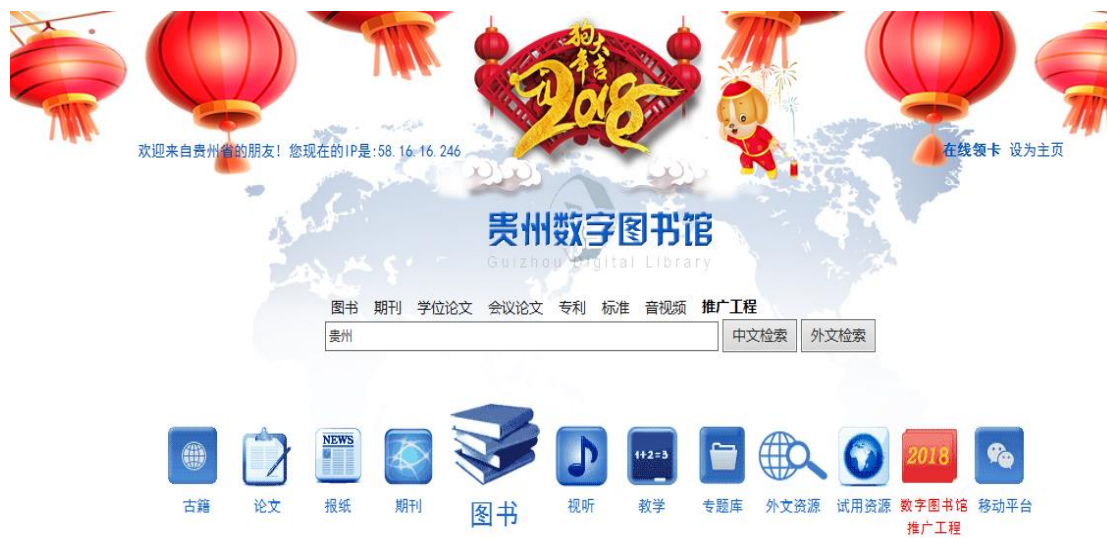 狗年大吉
2018
欢迎来自贵州省的朋友! 您现在的IP是:58.16.16.246
在线领卡 设为主页
贵州数字图书馆
Guizhou Digital Library
图书 期刊 学位论文 会议论文 专利 标准 音视频 推广工程
贵州 中文检索 外文检索
NEWS
1+2=3
2018
古籍 论文 报纸 期刊 图书 视听 教学 专题库 外文资源 试用资源 数字图书馆 移动平台
推广工程